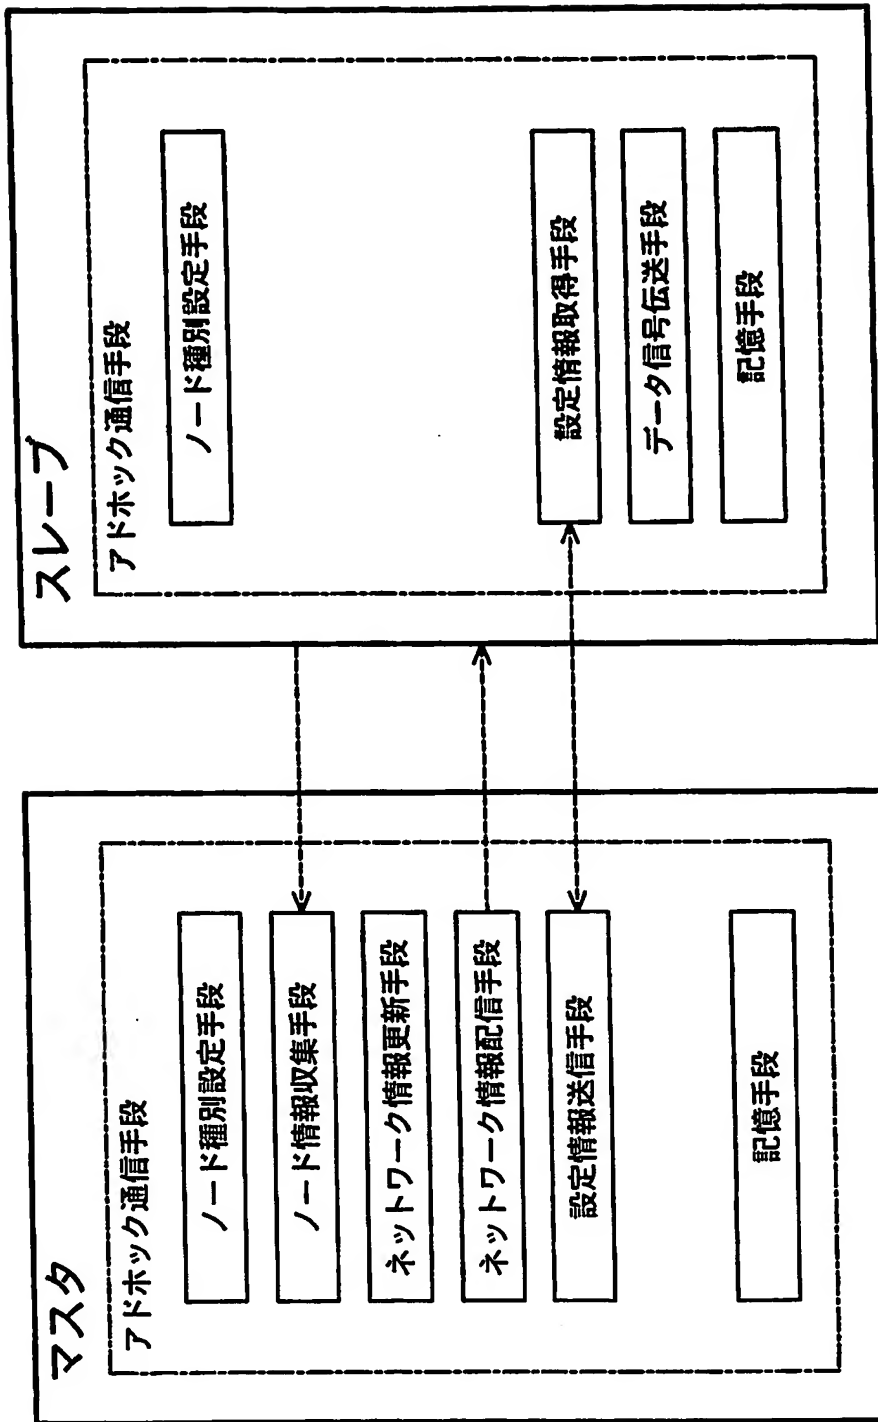 マスタ
アドホック通信手段
ノード種別設定手段
ノード情報収集手段
ネットワーク情報更新手段
ネットワーク情報配信手段
設定情報送信手段
記憶手段
スレーブ
アドホック通信手段
ノード種別設定手段
設定情報取得手段
データ信号伝送手段
記憶手段